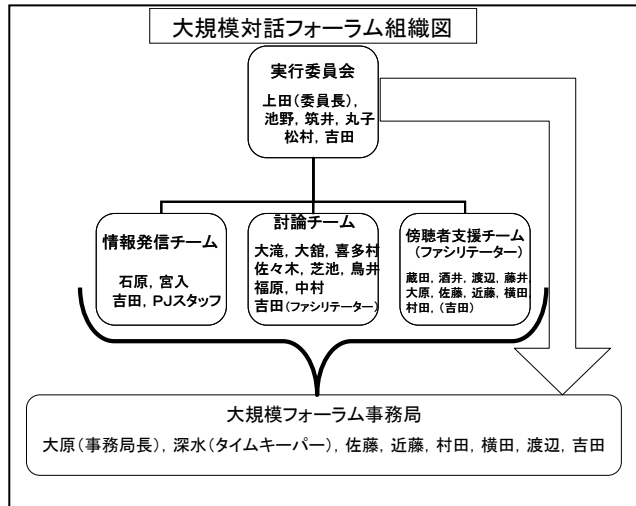 大規模対話フォーラム組織図
実行委員会
上田（委員長）,
池野, 筑井, 丸子
松村, 吉田
情報発信チーム
石原, 宮入
吉田, ＰＪスタッフ
討論チーム
大滝, 大舘, 喜多村
佐々木, 芝池, 鳥井
福原, 中村
吉田（ファシリテーター）
傍聴者支援チーム
（ファシリテーター）
蔵田, 酒井, 渡辺, 藤井,
大原, 佐藤, 近藤, 横田,
村田, （吉田）
大規模フォーラム事務局
大原（事務局長）, 深水（タイムキーパー）, 佐藤, 近藤, 村田, 横田, 渡辺, 吉田